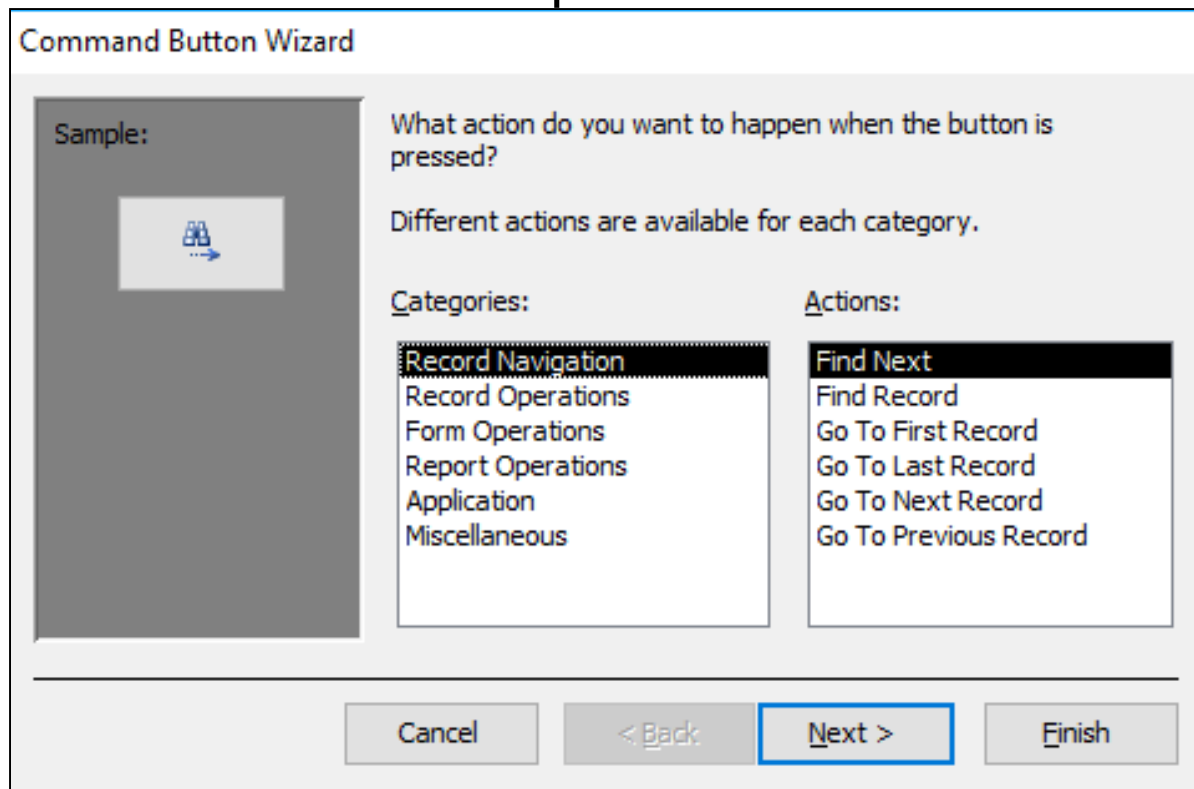 Command Button Wizard
Sample:
What action do you want to happen when the button is
pressed?
Different actions are available for each category.
Categories:
Record Navigation
Record Operations
Form Operations
Report Operations
Application
Miscellaneous
Actions:
Find Next
Find Record
Go To First Record
Go To Last Record
Go To Next Record
Go To Previous Record
Cancel
< Back
Next >
Finish